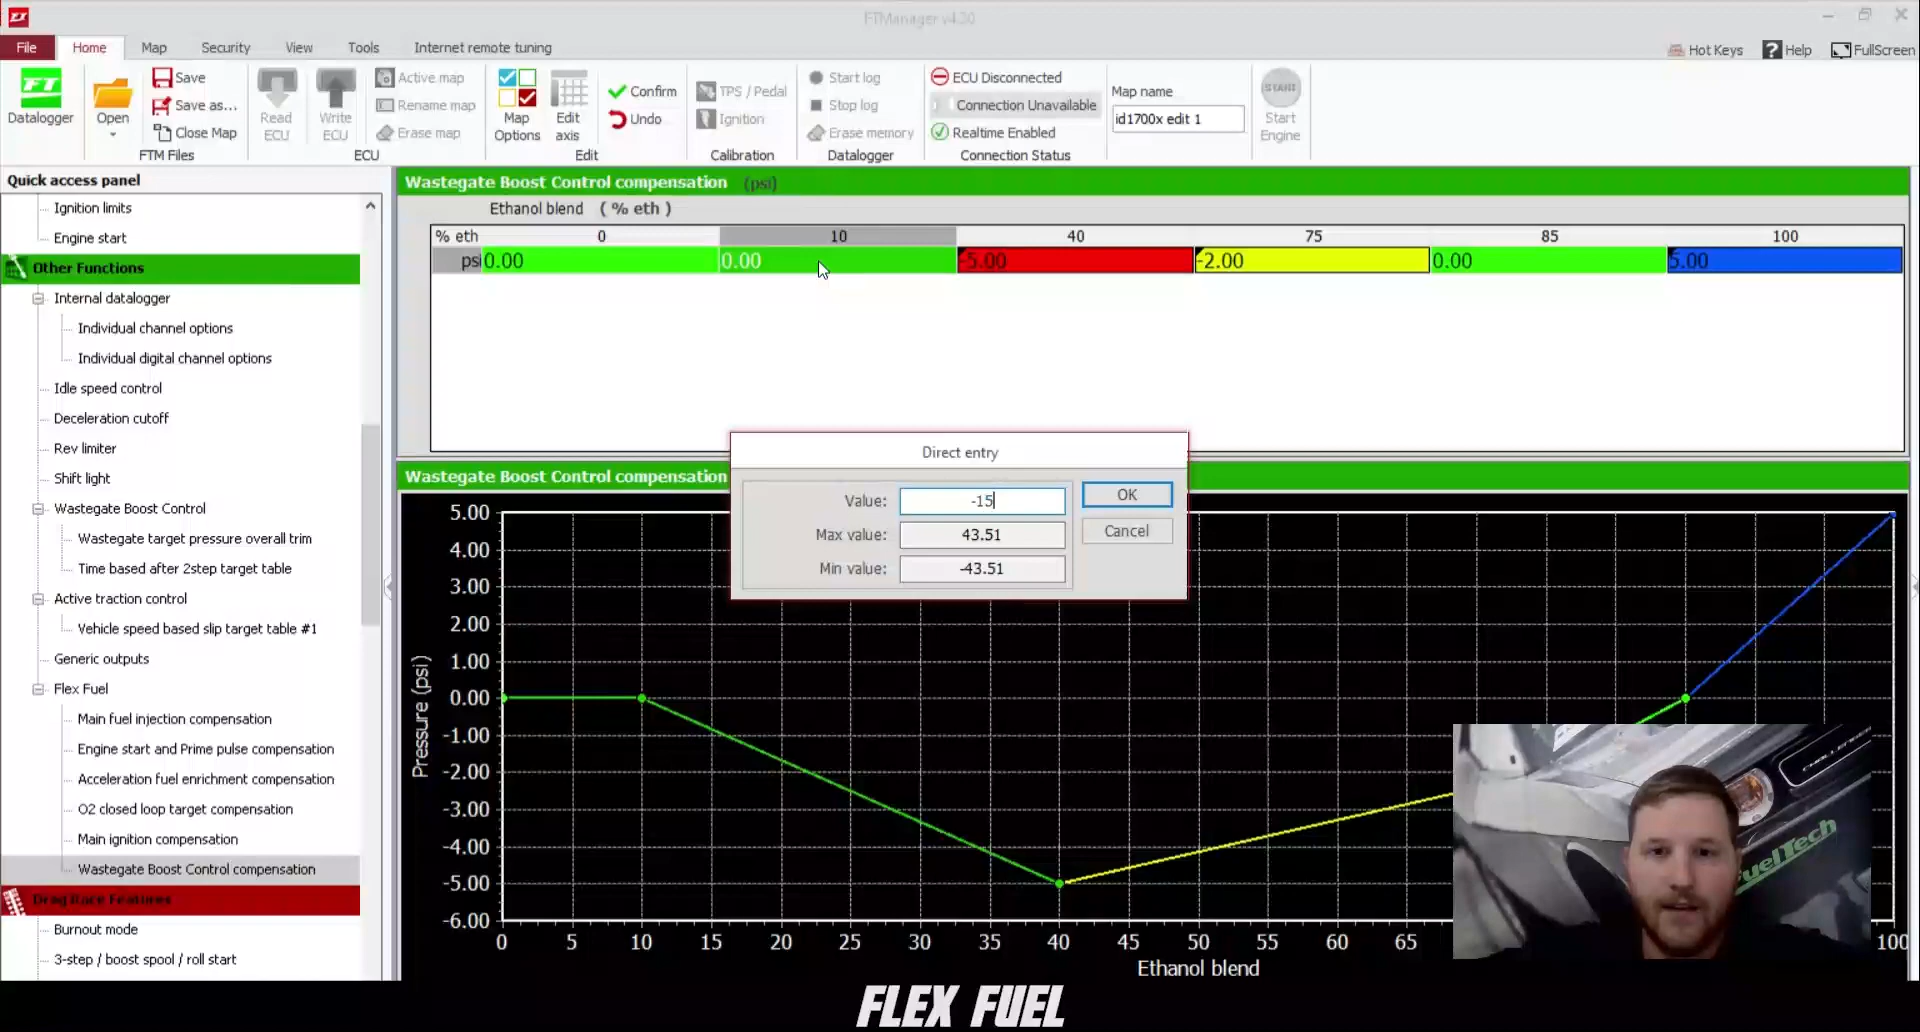 FT
FTManager v4.30
File Home Map Security View Tools Internet remote tuning
Hot Keys ? Help FullScreen
FT
Datalogger
Open
Save
Save as...
Close Map
FTM Files
Read ECU
Write ECU
Active map
Rename map
Erase map
ECU
Map Options
Edit axis
Confirm
Undo
Edit
TPS / Pedal
Ignition
Calibration
Start log
Stop log
Erase memory
Datalogger
ECU Disconnected
Connection Unavailable
Realtime Enabled
Connection Status
Map name
id1700x edit 1
START
Start Engine
Quick access panel
Ignition limits
Engine start
Other Functions
Internal datalogger
Individual channel options
Individual digital channel options
Idle speed control
Deceleration cutoff
Rev limiter
Shift light
Wastegate Boost Control
Wastegate target pressure overall trim
Time based after 2step target table
Active traction control
Vehicle speed based slip target table #1
Generic outputs
Flex Fuel
Main fuel injection compensation
Engine start and Prime pulse compensation
Acceleration fuel enrichment compensation
O2 closed loop target compensation
Main ignition compensation
Wastegate Boost Control compensation
Drag Race Features
Burnout mode
3-step / boost spool / roll start
Wastegate Boost Control compensation (psi)
Ethanol blend ( % eth )
% eth 0 10 40 75 85 100
psi 0.00 0.00 -5.00 -2.00 0.00 5.00
Direct entry
Value: -15
Max value: 43.51
Min value: -43.51
OK
Cancel
Wastegate Boost Control compensation
5.00
4.00
3.00
2.00
1.00
0.00
-1.00
-2.00
-3.00
-4.00
-5.00
-6.00
Pressure (psi)
0 5 10 15 20 25 30 35 40 45 50 55 60 65 100
Ethanol blend
CHALLENGER
FuelTech
FLEX FUEL